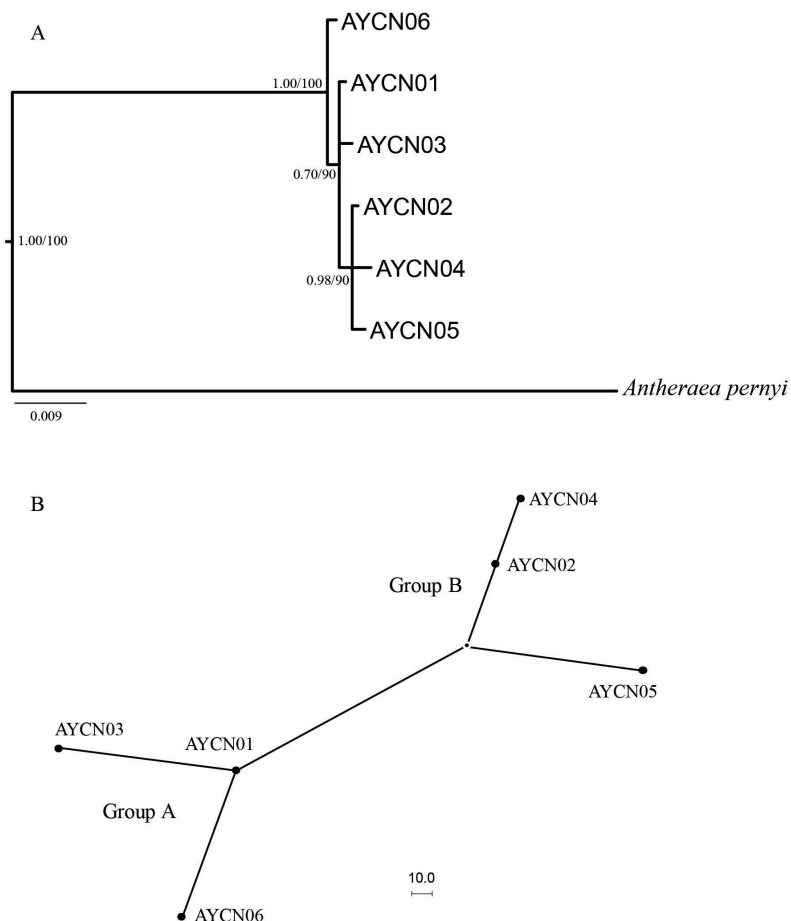 A
AYCN06
1.00/100
AYCN01
AYCN03
0.70/90
AYCN02
1.00/100
AYCN04
0.98/90
AYCN05
Antheraea pernyi
0.009
B
AYCN04
AYCN02
Group B
AYCN05
AYCN03
AYCN01
Group A
10.0
AYCN06